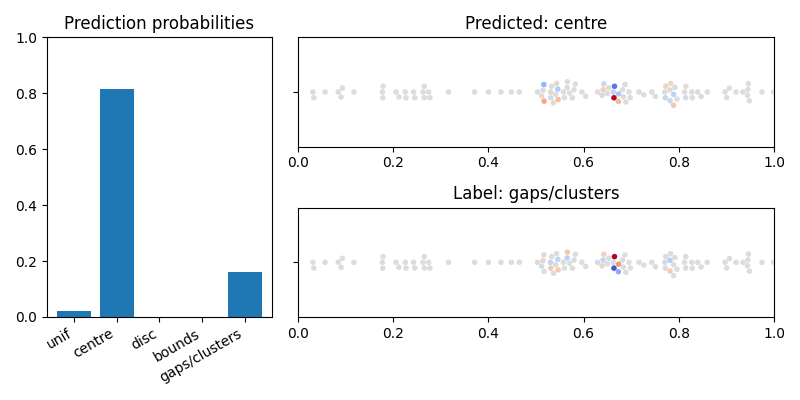 Prediction probabilities
1.0
0.8
0.6
0.4
0.2
0.0
unif
centre
disc
bounds
gaps/clusters
Predicted: centre
0.0 0.2 0.4 0.6 0.8 1.0
Label: gaps/clusters
0.0 0.2 0.4 0.6 0.8 1.0